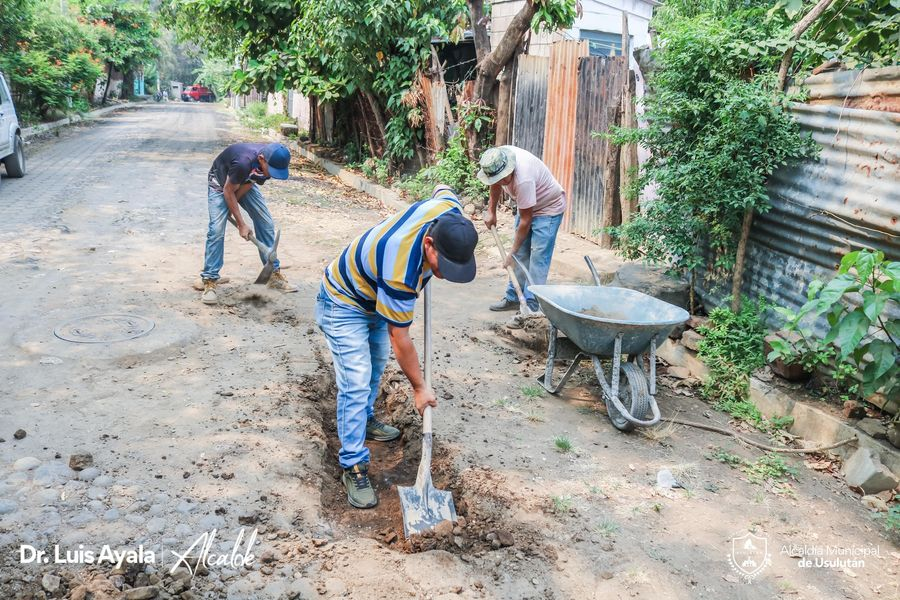 Dr. Luis Ayala | Alcalde
Alcaldía Municipal
de Usulután